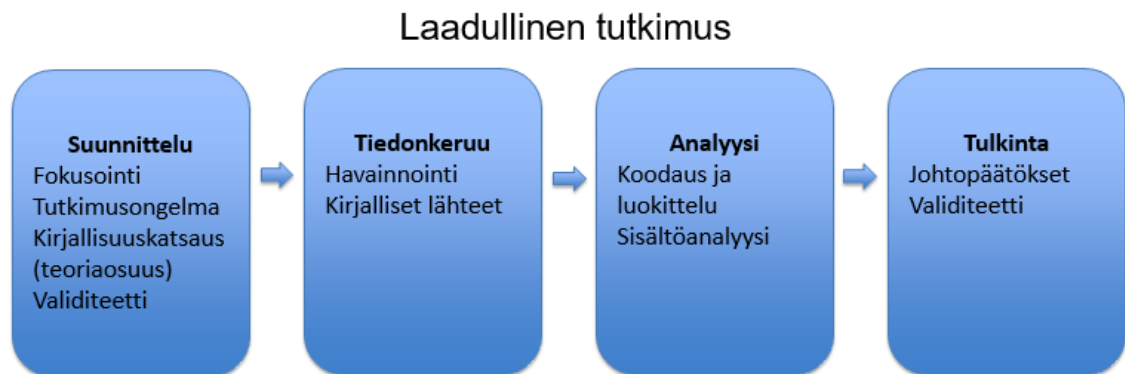 Laadullinen tutkimus
Suunnittelu
Fokusointi
Tutkimusongelma
Kirjallisuuskatsaus
(teoriaosuus)
Validiteetti
Tiedonkeruu
Havainnointi
Kirjalliset lähteet
Analyysi
Koodaus ja
luokittelu
Sisältöanalyysi
Tulkinta
Johtopäätökset
Validiteetti